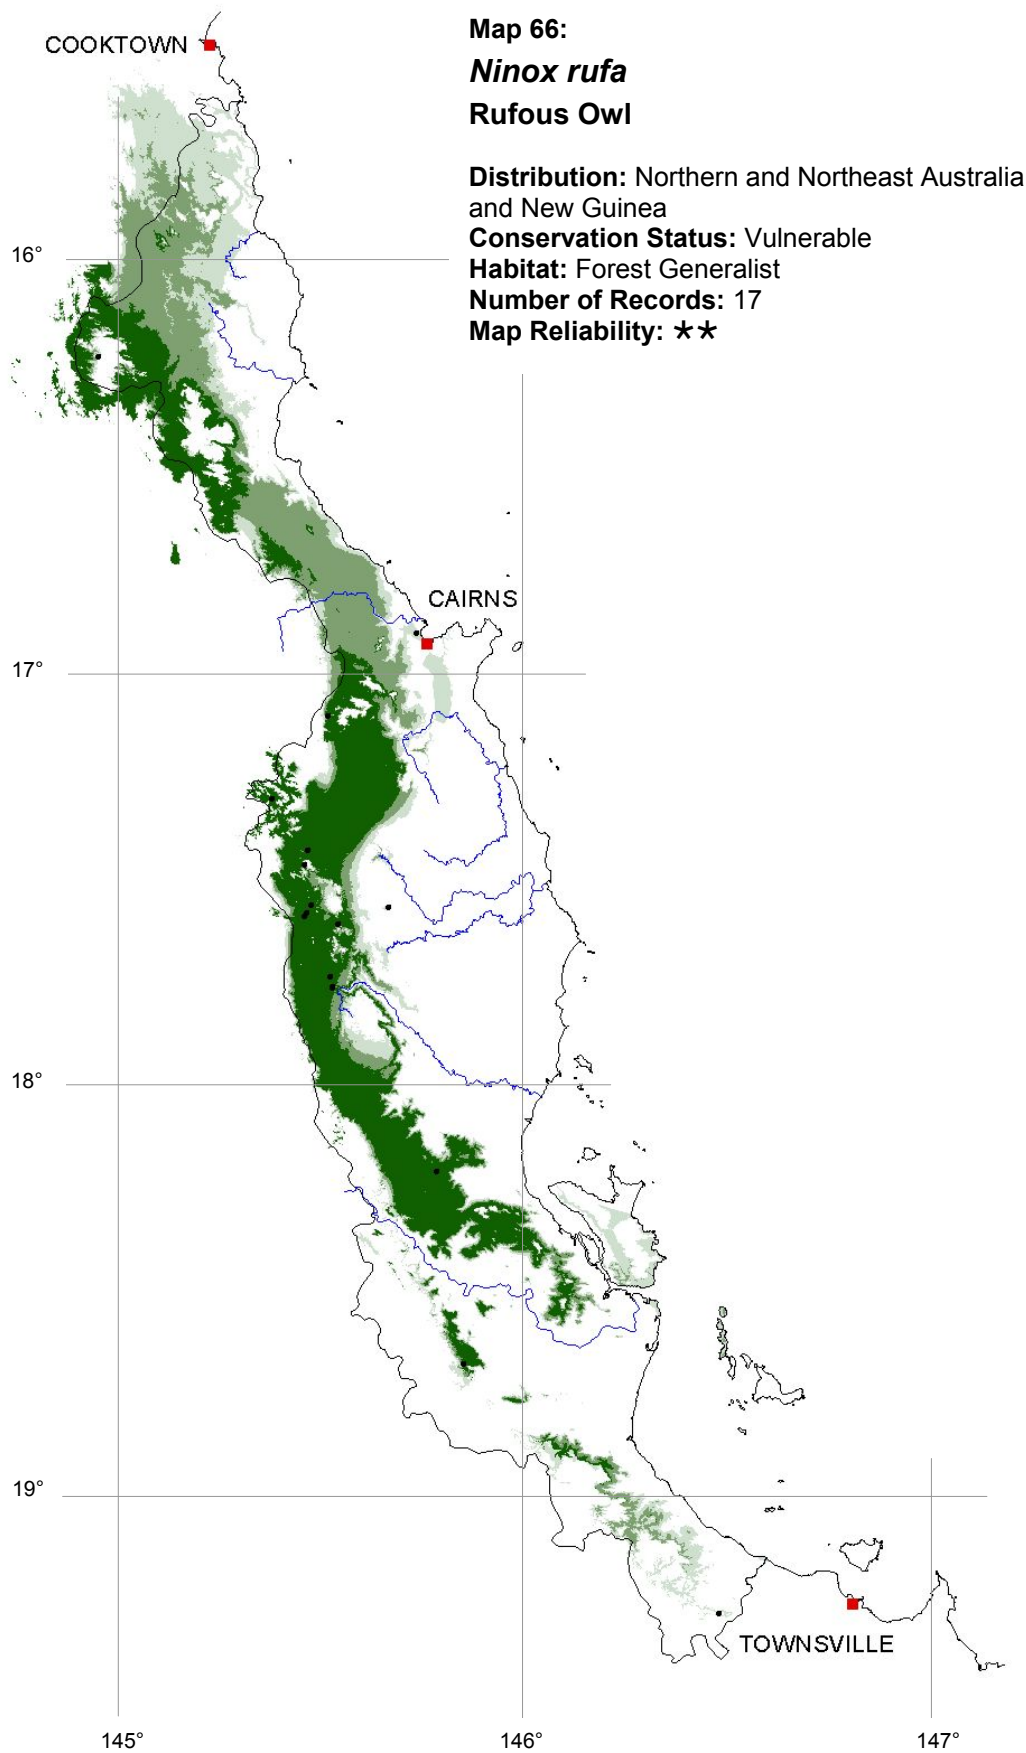 Map 66:
COOKTOWN
Ninox rufa
Rufous Owl
Distribution: Northern and Northeast Australia
and New Guinea
Conservation Status: Vulnerable
Habitat: Forest Generalist
Number of Records: 17
Map Reliability: **
16°
CAIRNS
17°
18°
19°
TOWNSVILLE
145°
146°
147°